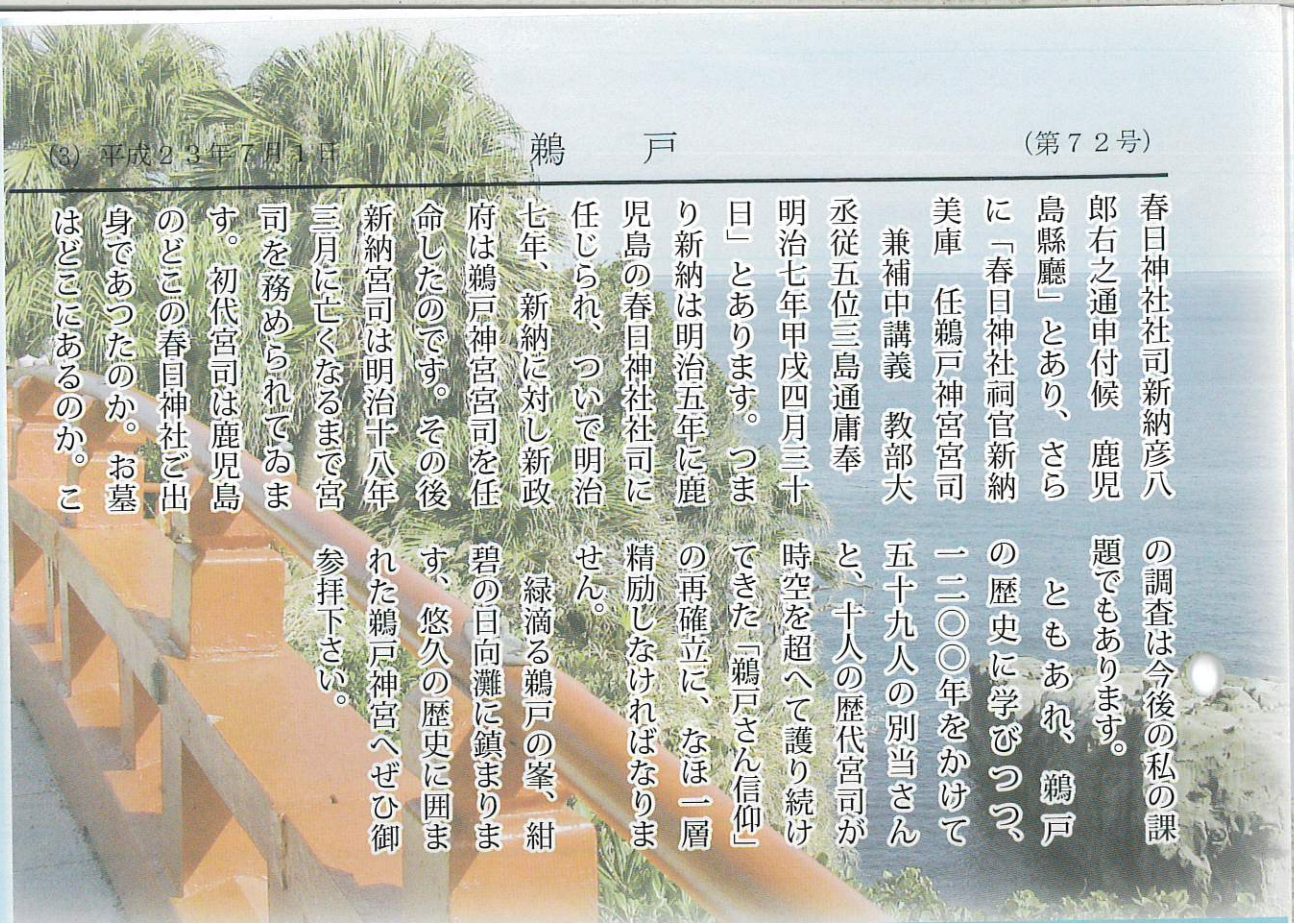 (第７２号)
鵜　戸
(3) 平成２３年７月１日
春日神社社司新納彦八
郎右之通申付候　鹿児
島縣廳」とあり、さら
に「春日神社祠官新納
美庫　任鵜戸神宮宮司
　兼補中講義　教部大
丞従五位三島通庸奉
明治七年甲戌四月三十
日」とあります。つま
り新納は明治五年に鹿
児島の春日神社社司に
任じられ、ついで明治
七年、新納に対し新政
府は鵜戸神宮宮司を任
命したのです。その後
新納宮司は明治十八年
三月に亡くなるまで宮
司を務められてゐま
す。初代宮司は鹿児島
のどこの春日神社ご出
身であつたのか。お墓
はどこにあるのか。こ
の調査は今後の私の課
題でもあります。
　ともあれ、鵜戸
の歴史に学びつつ、
一二〇〇年をかけて
五十九人の別当さん
と、十人の歴代宮司が
時空を超へて護り続け
てきた「鵜戸さん信仰」
の再確立に、なほ一層
精励しなければなりま
せん。
　緑滴る鵜戸の峯、紺
碧の日向灘に鎮まりま
す、悠久の歴史に囲ま
れた鵜戸神宮へぜひ御
参拝下さい。